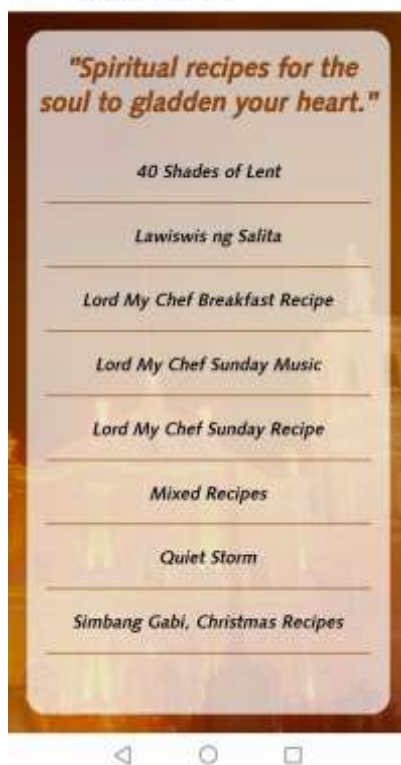 "Spiritual recipes for the
soul to gladden your heart."
40 Shades of Lent
Lawiswis ng Salita
Lord My Chef Breakfast Recipe
Lord My Chef Sunday Music
Lord My Chef Sunday Recipe
Mixed Recipes
Quiet Storm
Simbang Gabi, Christmas Recipes